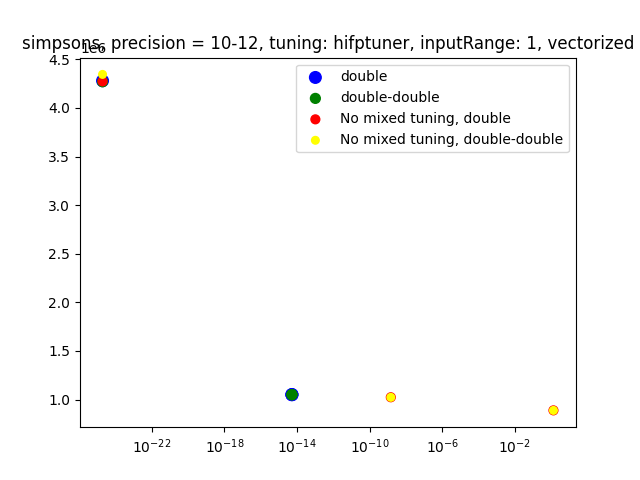 simpsons, precision = 10-12, tuning: hifptuner, inputRange: 1, vectorized
1e6
4.5
4.0
3.5
3.0
2.5
2.0
1.5
1.0
double
double-double
No mixed tuning, double
No mixed tuning, double-double
10⁻²² 10⁻¹⁸ 10⁻¹⁴ 10⁻¹⁰ 10⁻⁶ 10⁻²